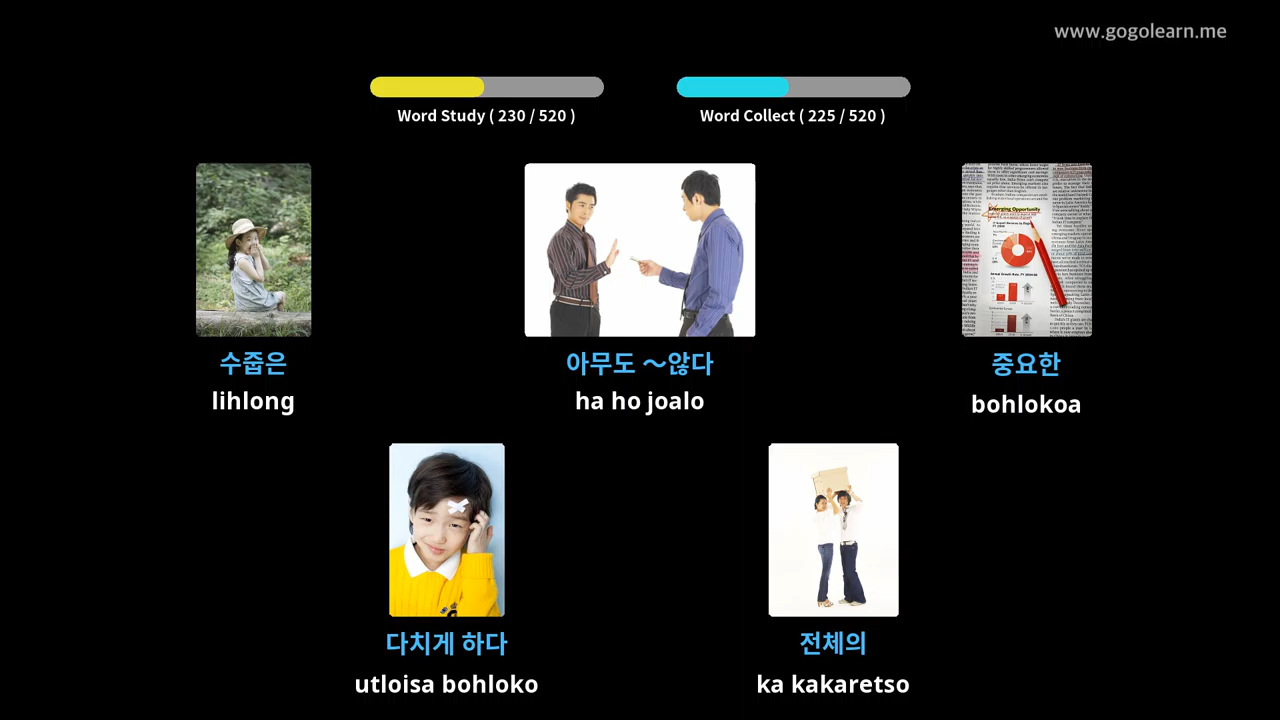 www.gogolearn.me
Word Study ( 230 / 520 )
Word Collect ( 225 / 520 )
Emerging Opportunity
수줍은
lihlong
아무도 ～않다
ha ho joalo
중요한
bohlokoa
다치게 하다
utloisa bohloko
전체의
ka kakaretso